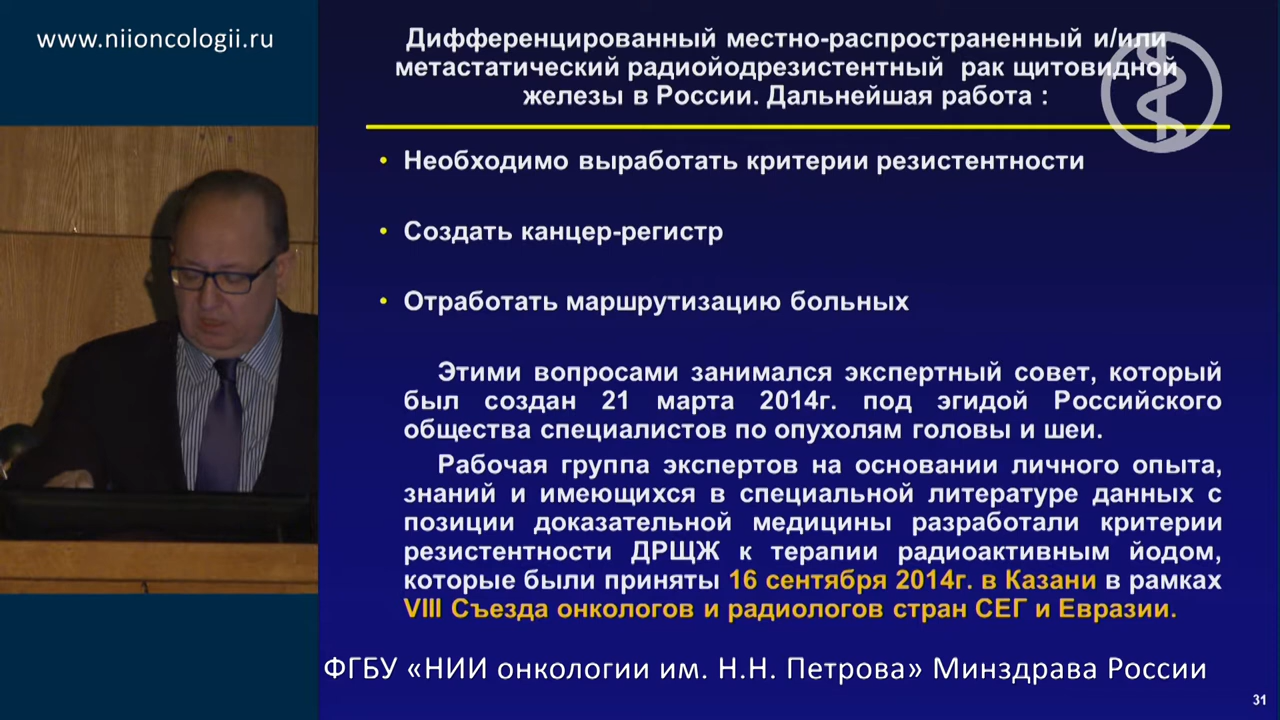 www.niioncologii.ru
Дифференцированный местно-распространенный и/или
метастатический радиойодрезистентный рак щитовидной
железы в России. Дальнейшая работа :
• Необходимо выработать критерии резистентности
• Создать канцер-регистр
• Отработать маршрутизацию больных
Этими вопросами занимался экспертный совет, который
был создан 21 марта 2014г. под эгидой Российского
общества специалистов по опухолям головы и шеи.
Рабочая группа экспертов на основании личного опыта,
знаний и имеющихся в специальной литературе данных с
позиции доказательной медицины разработали критерии
резистентности ДРЩЖ к терапии радиоактивным йодом,
которые были приняты 16 сентября 2014г. в Казани в рамках
VIII Съезда онкологов и радиологов стран СЕГ и Евразии.
ФГБУ «НИИ онкологии им. Н.Н. Петрова» Минздрава России
31